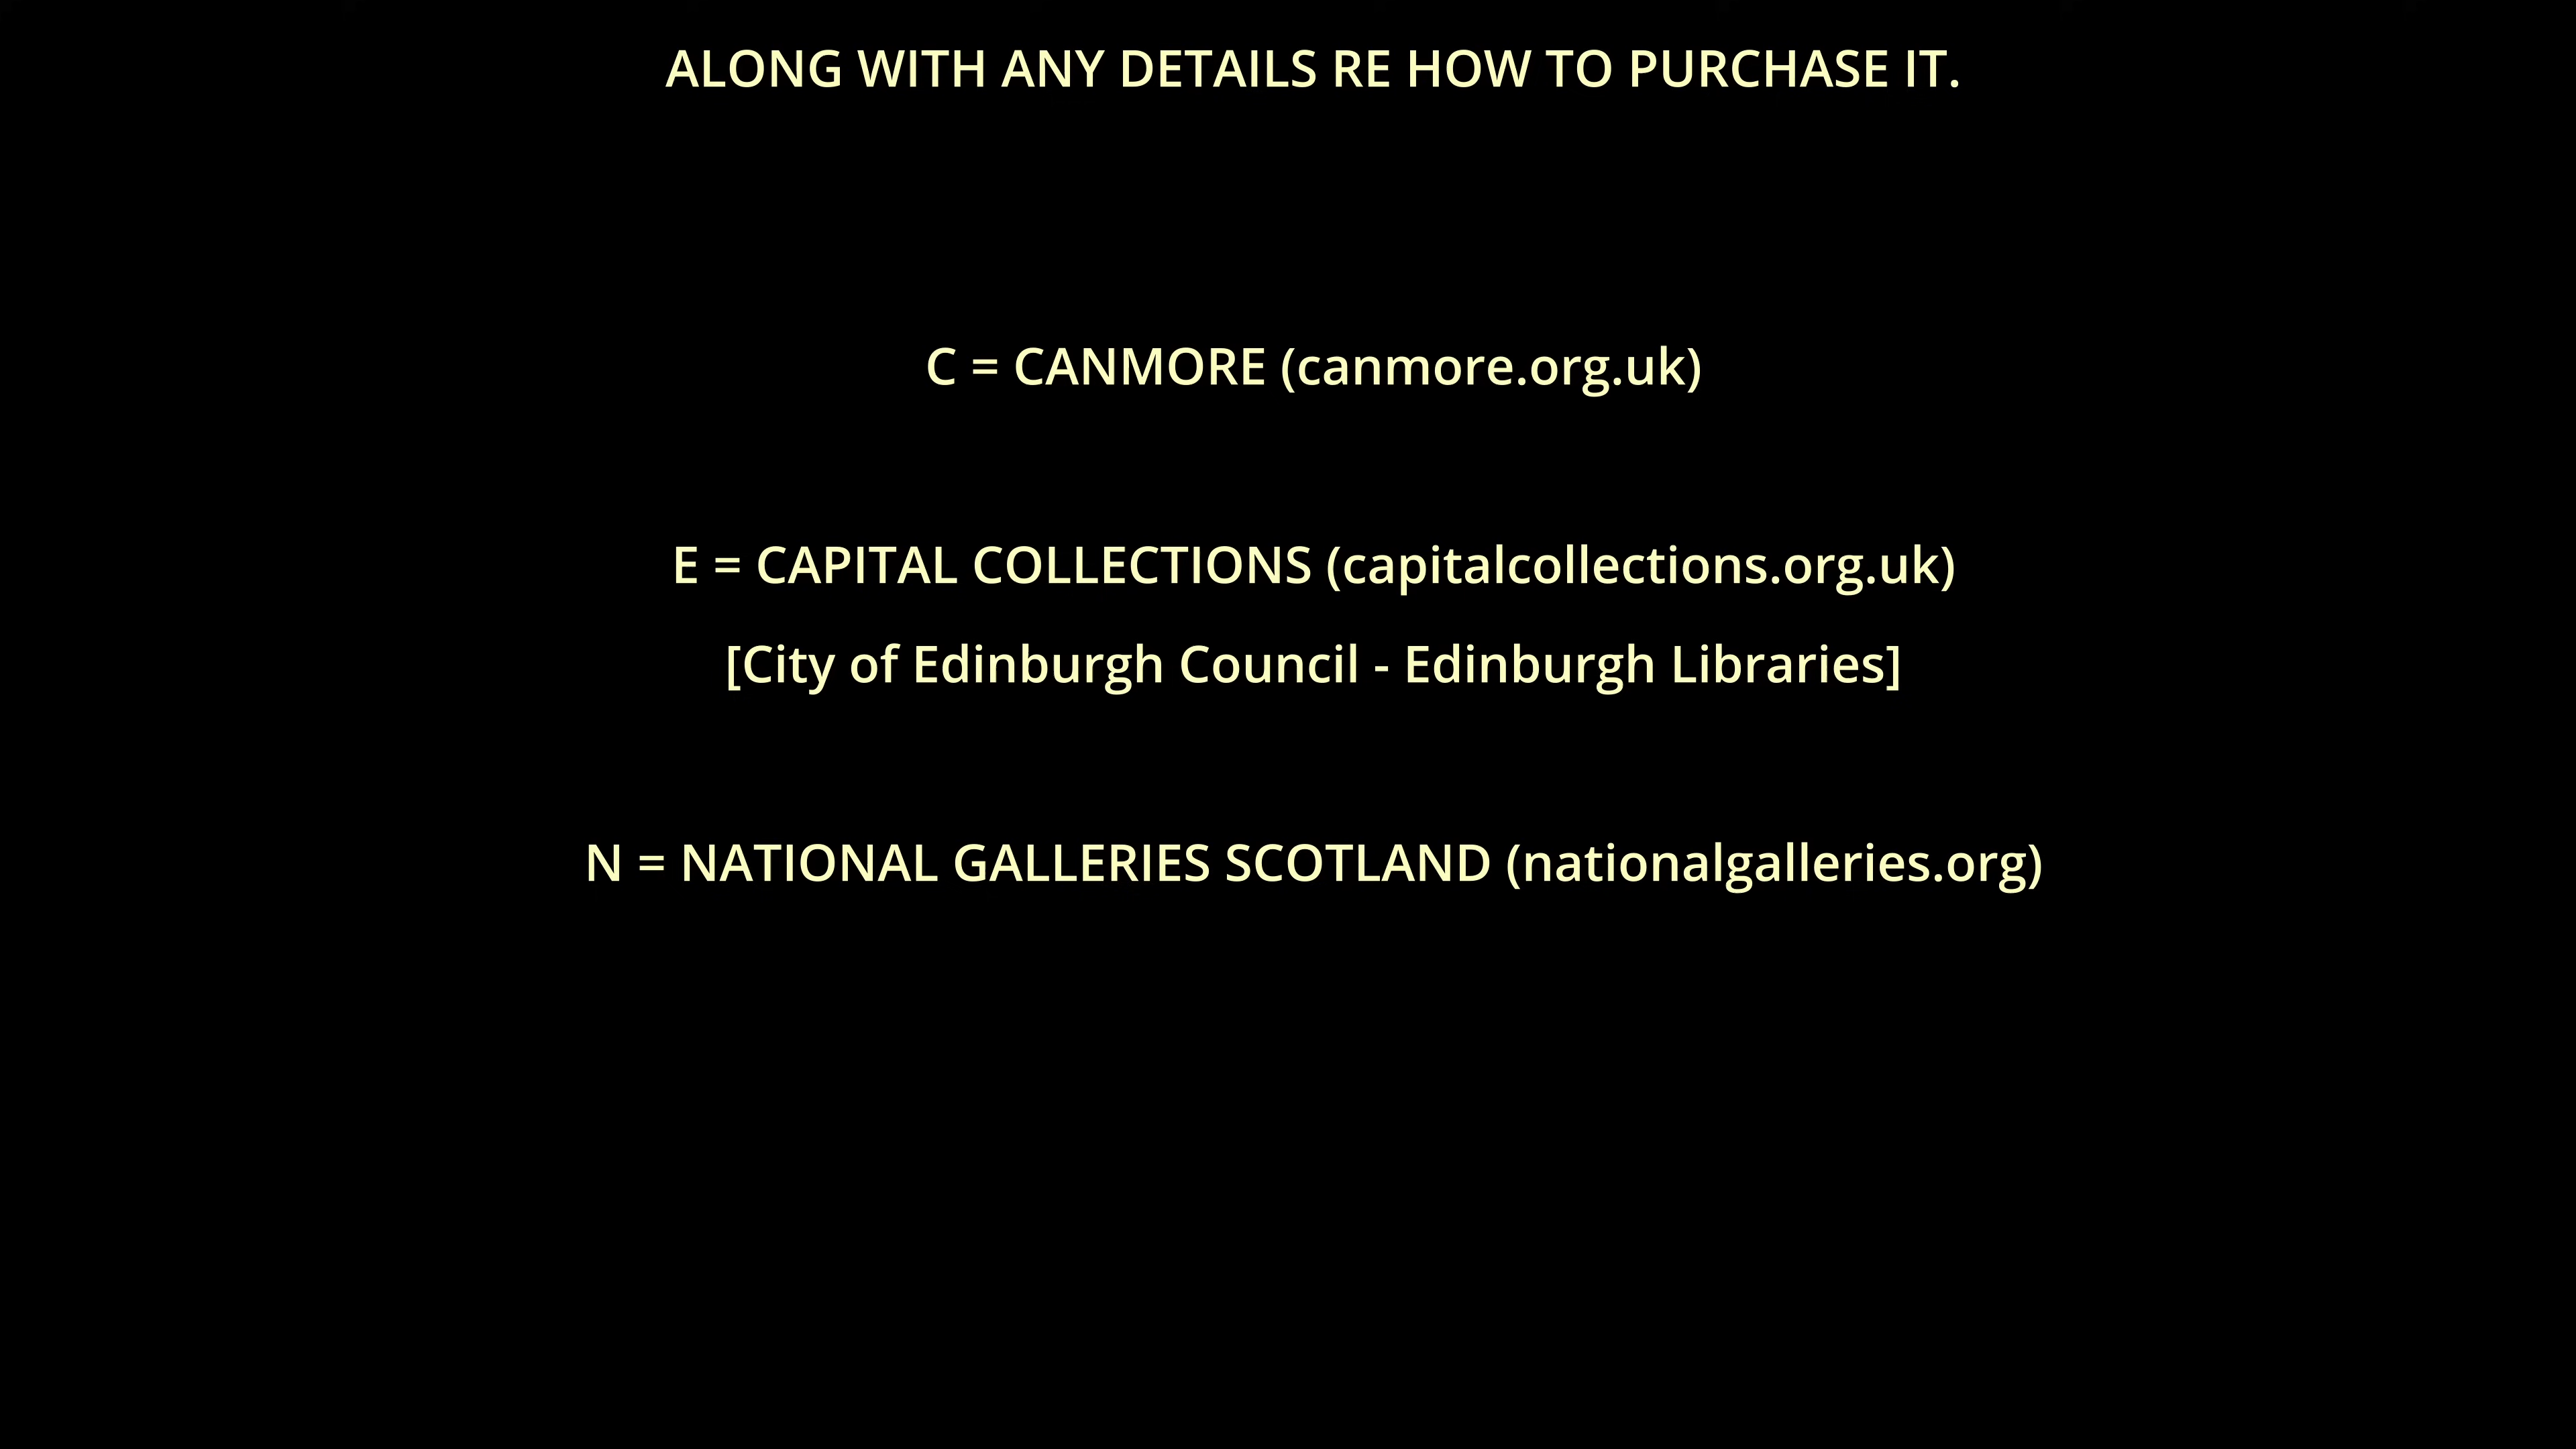 ALONG WITH ANY DETAILS RE HOW TO PURCHASE IT.
C = CANMORE (canmore.org.uk)
E = CAPITAL COLLECTIONS (capitalcollections.org.uk)
[City of Edinburgh Council - Edinburgh Libraries]
N = NATIONAL GALLERIES SCOTLAND (nationalgalleries.org)